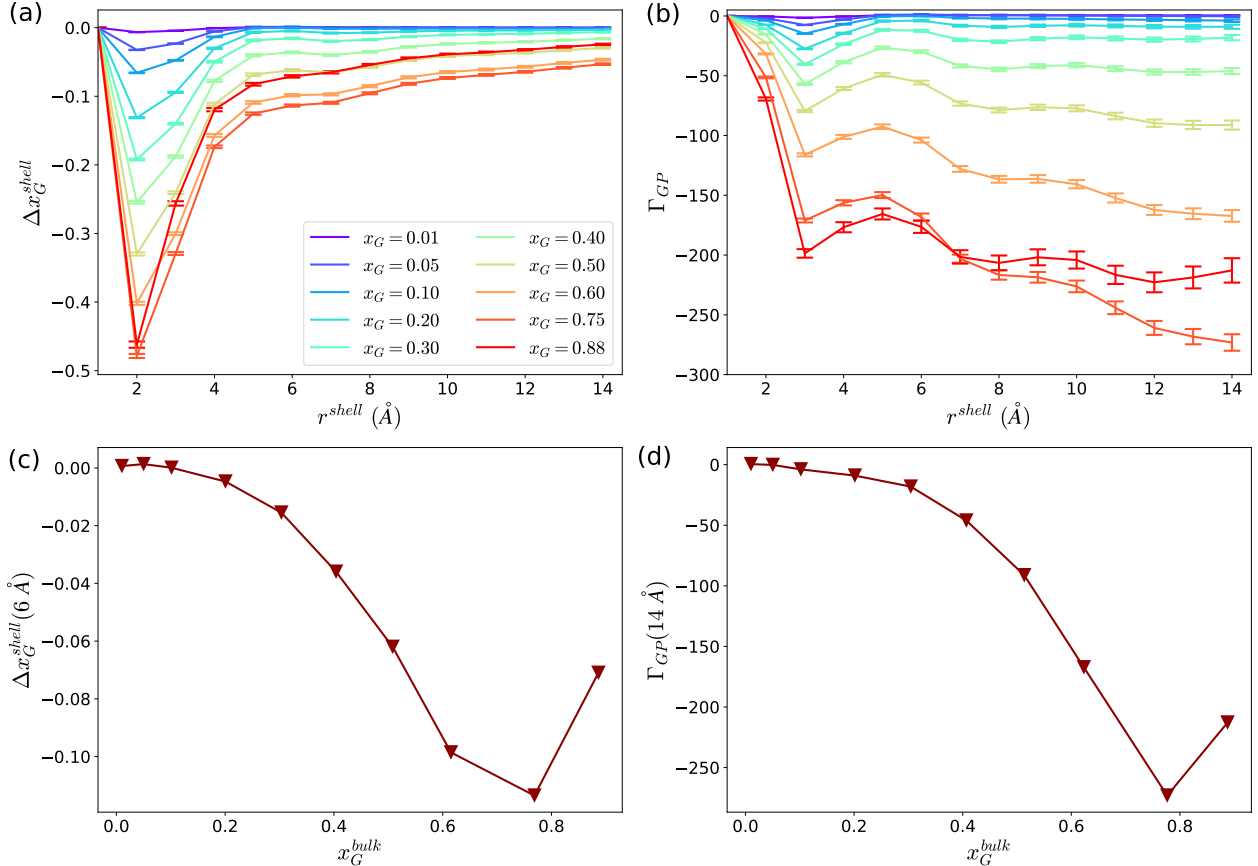 (a)
0.0
−0.1
−0.2
−0.3
−0.4
−0.5
Δx_G^{shell}
2 4 6 8 10 12 14
r^{shell} (Å)
x_G = 0.01
x_G = 0.05
x_G = 0.10
x_G = 0.20
x_G = 0.30
x_G = 0.40
x_G = 0.50
x_G = 0.60
x_G = 0.75
x_G = 0.88
(b)
0
−50
−100
−150
−200
−250
−300
Γ_{GP}
2 4 6 8 10 12 14
r^{shell} (Å)
(c)
0.00
−0.02
−0.04
−0.06
−0.08
−0.10
Δx_G^{shell}(6 Å)
0.0 0.2 0.4 0.6 0.8
x_G^{bulk}
(d)
0
−50
−100
−150
−200
−250
Γ_{GP}(14 Å)
0.0 0.2 0.4 0.6 0.8
x_G^{bulk}